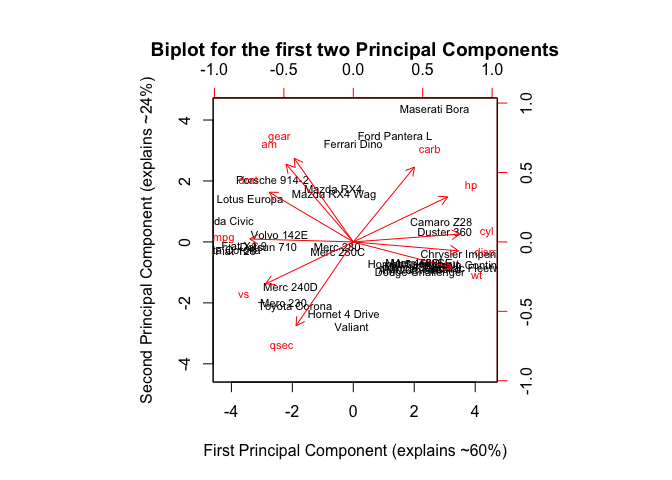 Biplot for the first two Principal Components
-1.0 -0.5 0.0 0.5 1.0
Maserati Bora
gear
Ford Pantera L
am
Ferrari Dino
carb
Porsche 914-2
hp
Mazda RX4
Mazda RX4 Wag
Lotus Europa
da Civic
Camaro Z28
cyl
Duster 360
Volvo 142E
mpg
Merc 280
Datsun 710
Merc 280C
disp
Chrysler Imperi
Dodge Challenger
wt
Merc 240D
vs
Merc 230
Toyota Corona
Hornet 4 Drive
Valiant
qsec
4
2
0
-2
-4
1.0
0.5
0.0
-0.5
-1.0
-4 -2 0 2 4
Second Principal Component (explains ~24%)
First Principal Component (explains ~60%)